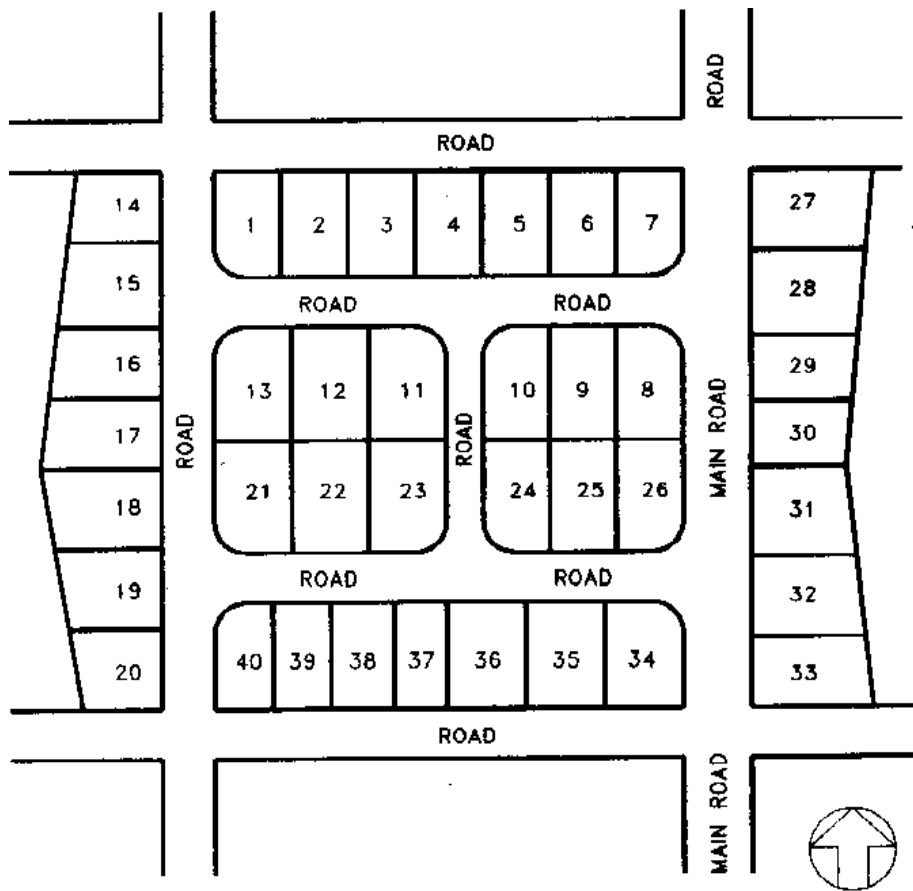 ROAD
ROAD
14 1 2 3 4 5 6 7 27
15 28
ROAD ROAD
16 29
13 12 11 10 9 8
17 30
ROAD ROAD MAIN ROAD
21 22 23 24 25 26
18 31
ROAD ROAD
19 32
40 39 38 37 36 35 34
20 33
ROAD
MAIN ROAD